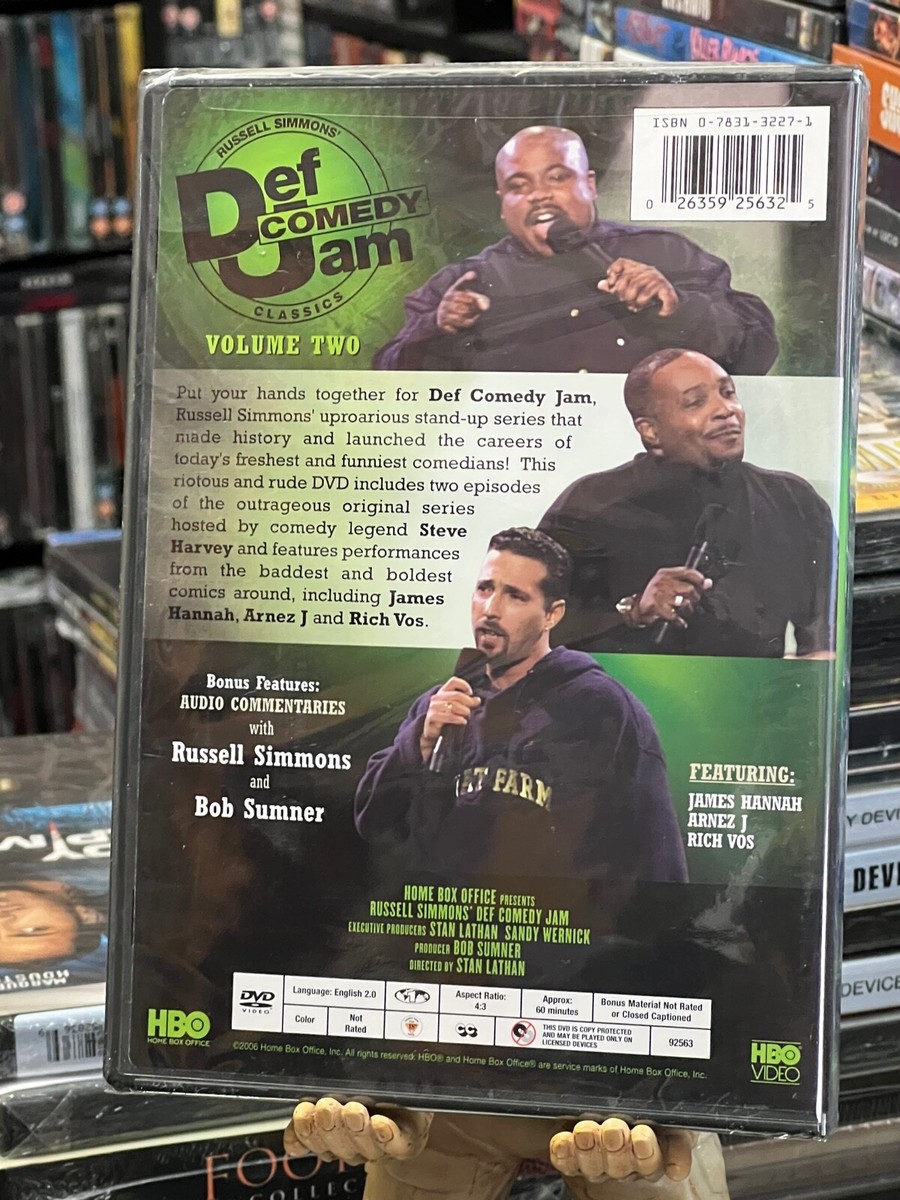 RUSSELL SIMMONS'
Def
COMEDY
Jam
CLASSICS
VOLUME TWO
ISBN 0-7831-3227-1
0 26359 25632 5
Put your hands together for Def Comedy Jam,
Russell Simmons' uproarious stand-up series that
made history and launched the careers of
today's freshest and funniest comedians! This
riotous and rude DVD includes two episodes
of the outrageous original series
hosted by comedy legend Steve
Harvey and features performances
from the baddest and boldest
comics around, including James
Hannah, Arnez J and Rich Vos.
Bonus Features:
AUDIO COMMENTARIES
with
Russell Simmons
and
Bob Sumner
AT FARM
FEATURING:
JAMES HANNAH
ARNEZ J
RICH VOS
HOME BOX OFFICE PRESENTS
RUSSELL SIMMONS' DEF COMEDY JAM
EXECUTIVE PRODUCERS STAN LATHAN SANDY WERNICK
PRODUCER BOB SUMNER
DIRECTED BY STAN LATHAN
HBO
HOME BOX OFFICE
DVD
VIDEO
Language: English 2.0
Color
Not
Rated
Aspect Ratio:
4:3
CC
Approx:
60 minutes
Bonus Material Not Rated
or Closed Captioned
THIS DVD IS COPY PROTECTED
AND MAY BE PLAYED ONLY ON
LICENSED DEVICES
92563
HBO
VIDEO
©2006 Home Box Office, Inc. All rights reserved. HBO® and Home Box Office® are service marks of Home Box Office, Inc.
Y DEVI
DEVI
DEVICE
FOO
COLLEC